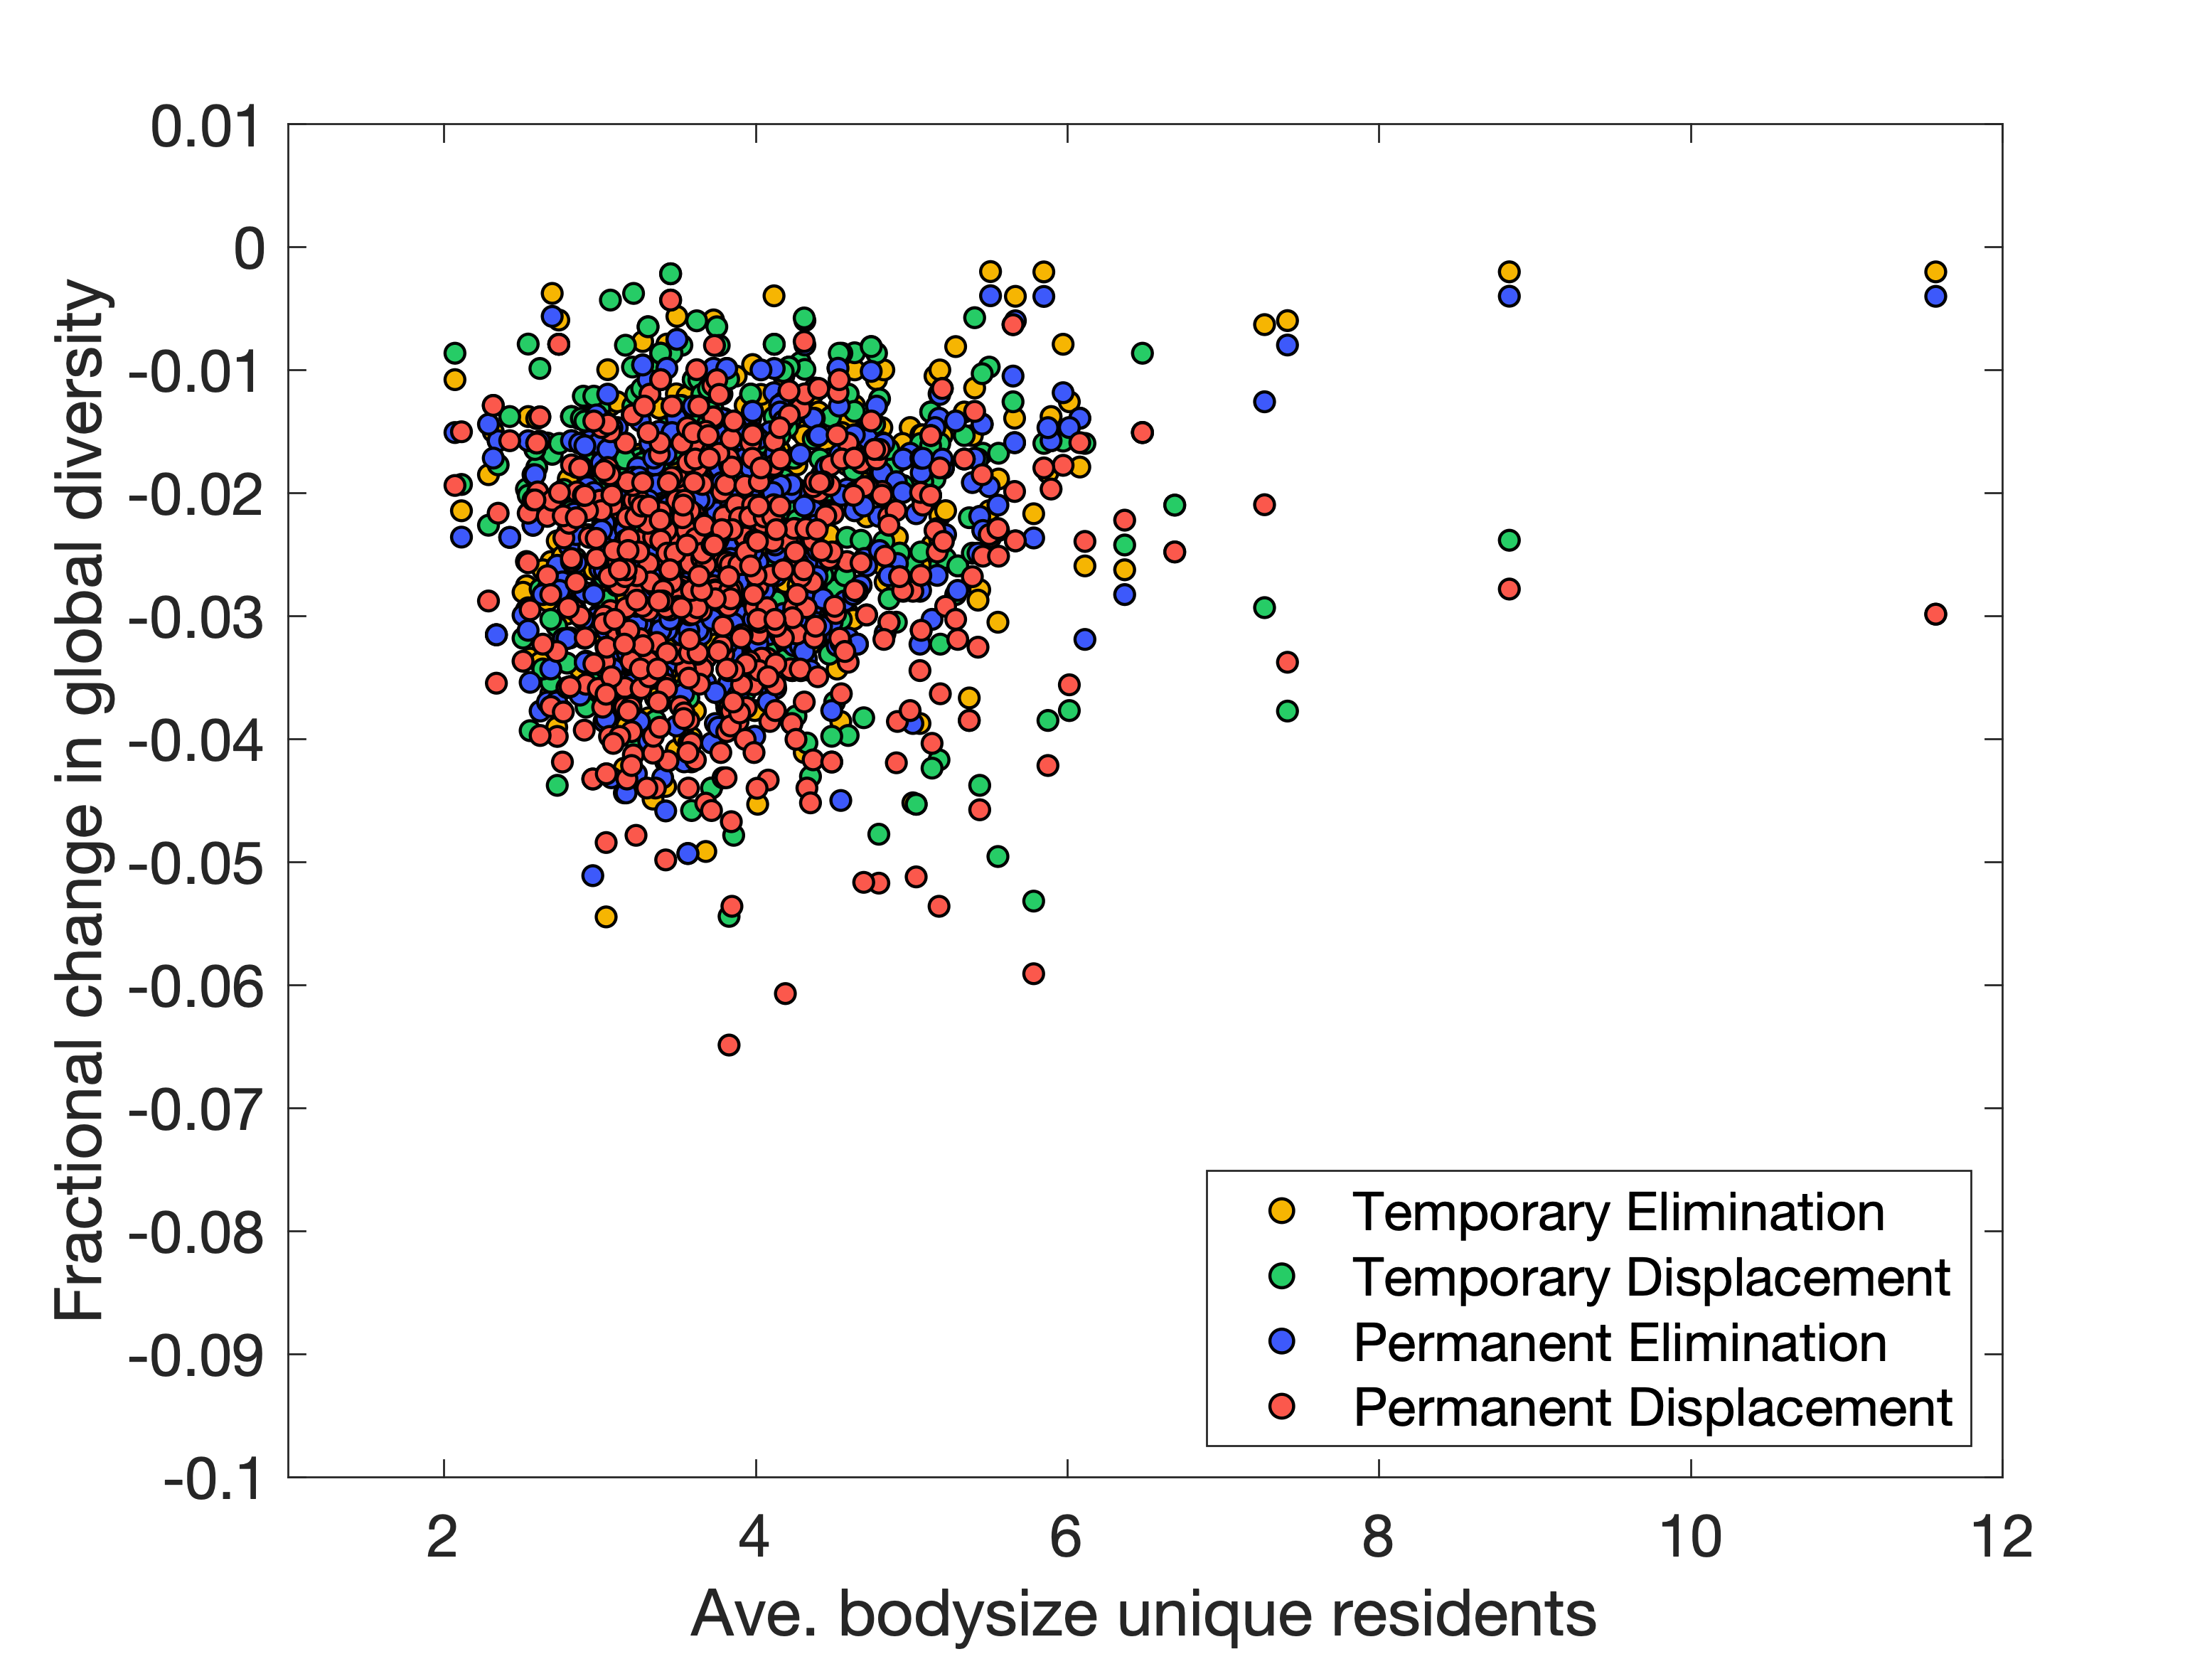 Fractional change in global diversity
0.01
0
-0.01
-0.02
-0.03
-0.04
-0.05
-0.06
-0.07
-0.08
-0.09
-0.1
Temporary Elimination
Temporary Displacement
Permanent Elimination
Permanent Displacement
2 4 6 8 10 12
Ave. bodysize unique residents